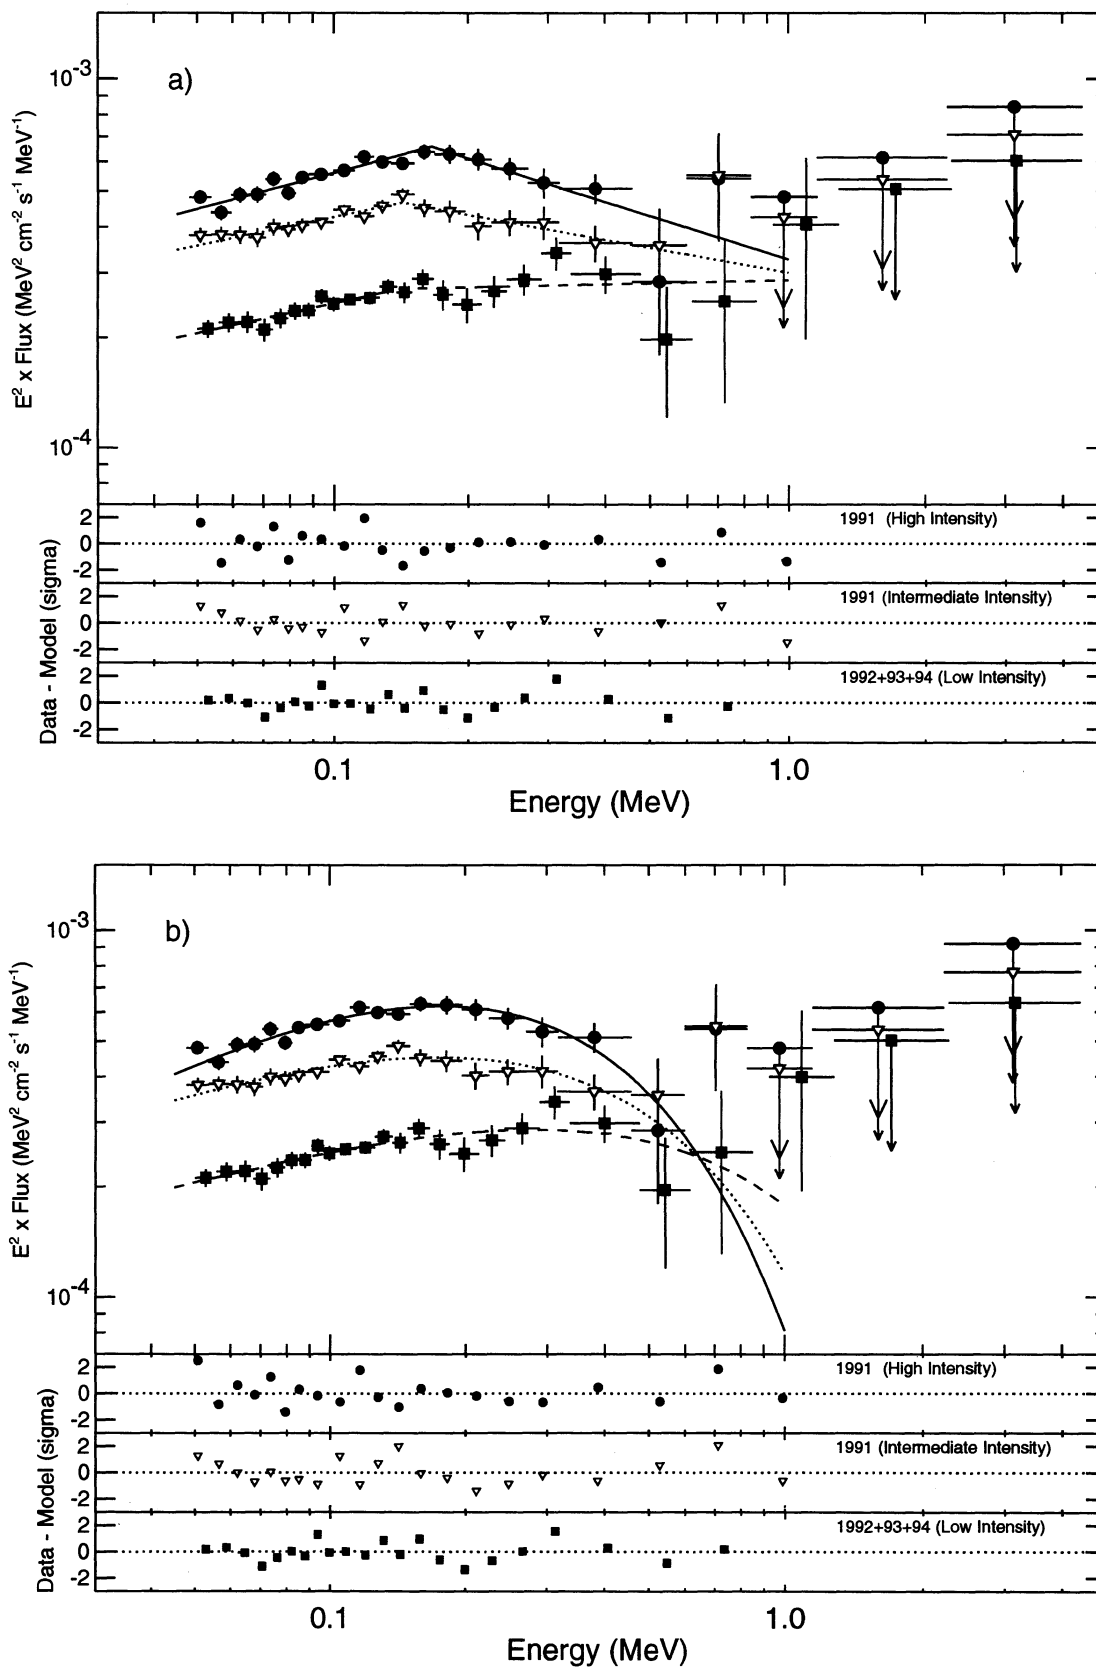 a)
10-3
10-4
E2 x Flux (MeV2 cm-2 s-1 MeV-1)
2
0
-2
1991 (High Intensity)
2
0
-2
1991 (Intermediate Intensity)
2
0
-2
1992+93+94 (Low Intensity)
Data - Model (sigma)
0.1
1.0
Energy (MeV)
b)
10-3
10-4
E2 x Flux (MeV2 cm-2 s-1 MeV-1)
2
0
-2
1991 (High Intensity)
2
0
-2
1991 (Intermediate Intensity)
2
0
-2
1992+93+94 (Low Intensity)
Data - Model (sigma)
0.1
1.0
Energy (MeV)